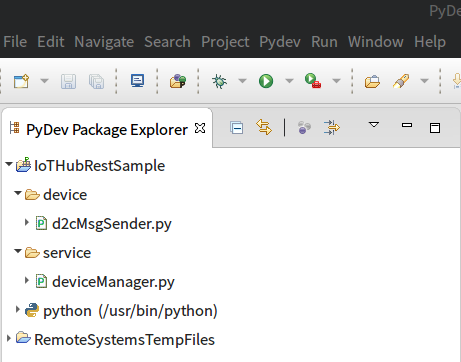 PyD
File Edit Navigate Search Project Pydev Run Window Help
PyDev Package Explorer
IoTHubRestSample
device
d2cMsgSender.py
service
deviceManager.py
python (/usr/bin/python)
RemoteSystemsTempFiles